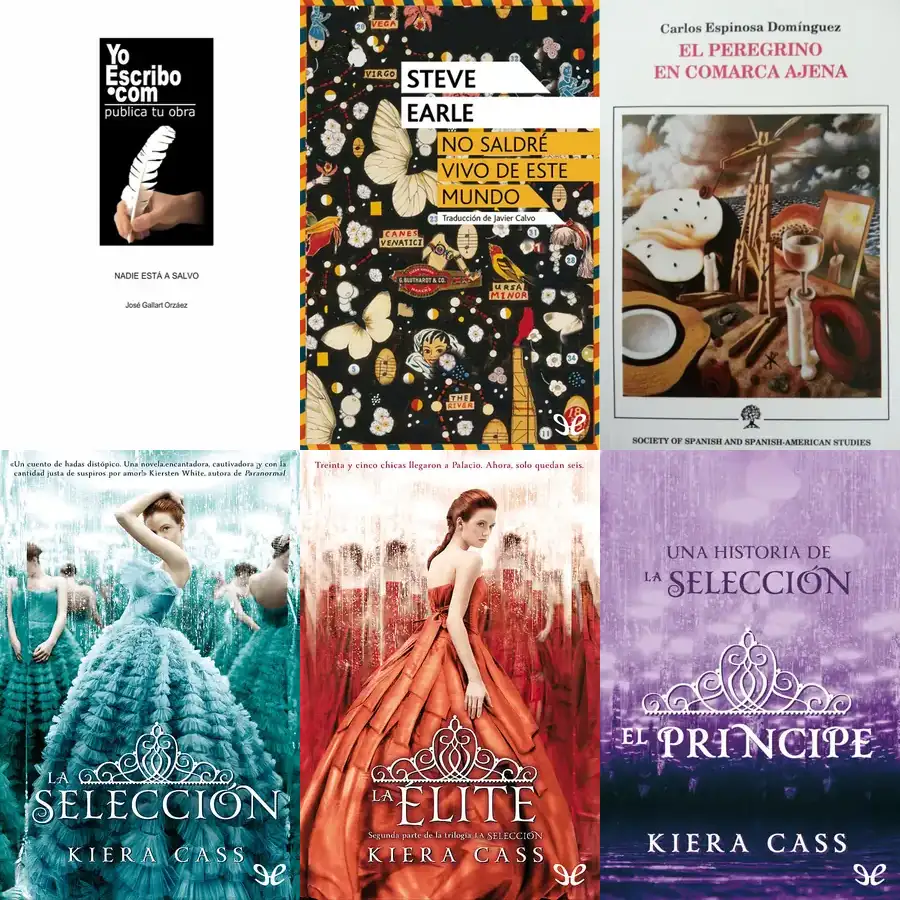 Yo
Escribo
.com
publica tu obra
NADIE ESTÁ A SALVO
José Gallart Orzáez
VEGA
VIRGO
STEVE
EARLE
NO SALDRÉ
VIVO DE ESTE
MUNDO
Traducción de Javier Calvo
CANES
VENATICI
G. BLUTHARDT & CO.
URSA
MINOR
THE
RIVER
Carlos Espinosa Domínguez
EL PEREGRINO
EN COMARCA AJENA
SOCIETY OF SPANISH AND SPANISH-AMERICAN STUDIES
«Un cuento de hadas distópico. Una novela encantadora, cautivadora ¡y con la
cantidad justa de suspiros por amor!» Kiersten White, autora de Paranormal
LA
SELECCIÓN
KIERA CASS
Treinta y cinco chicas llegaron a Palacio. Ahora, solo quedan seis.
LA
ÉLITE
Segunda parte de la trilogía LA SELECCIÓN
KIERA CASS
UNA HISTORIA DE
LA SELECCIÓN
EL PRÍNCIPE
KIERA CASS